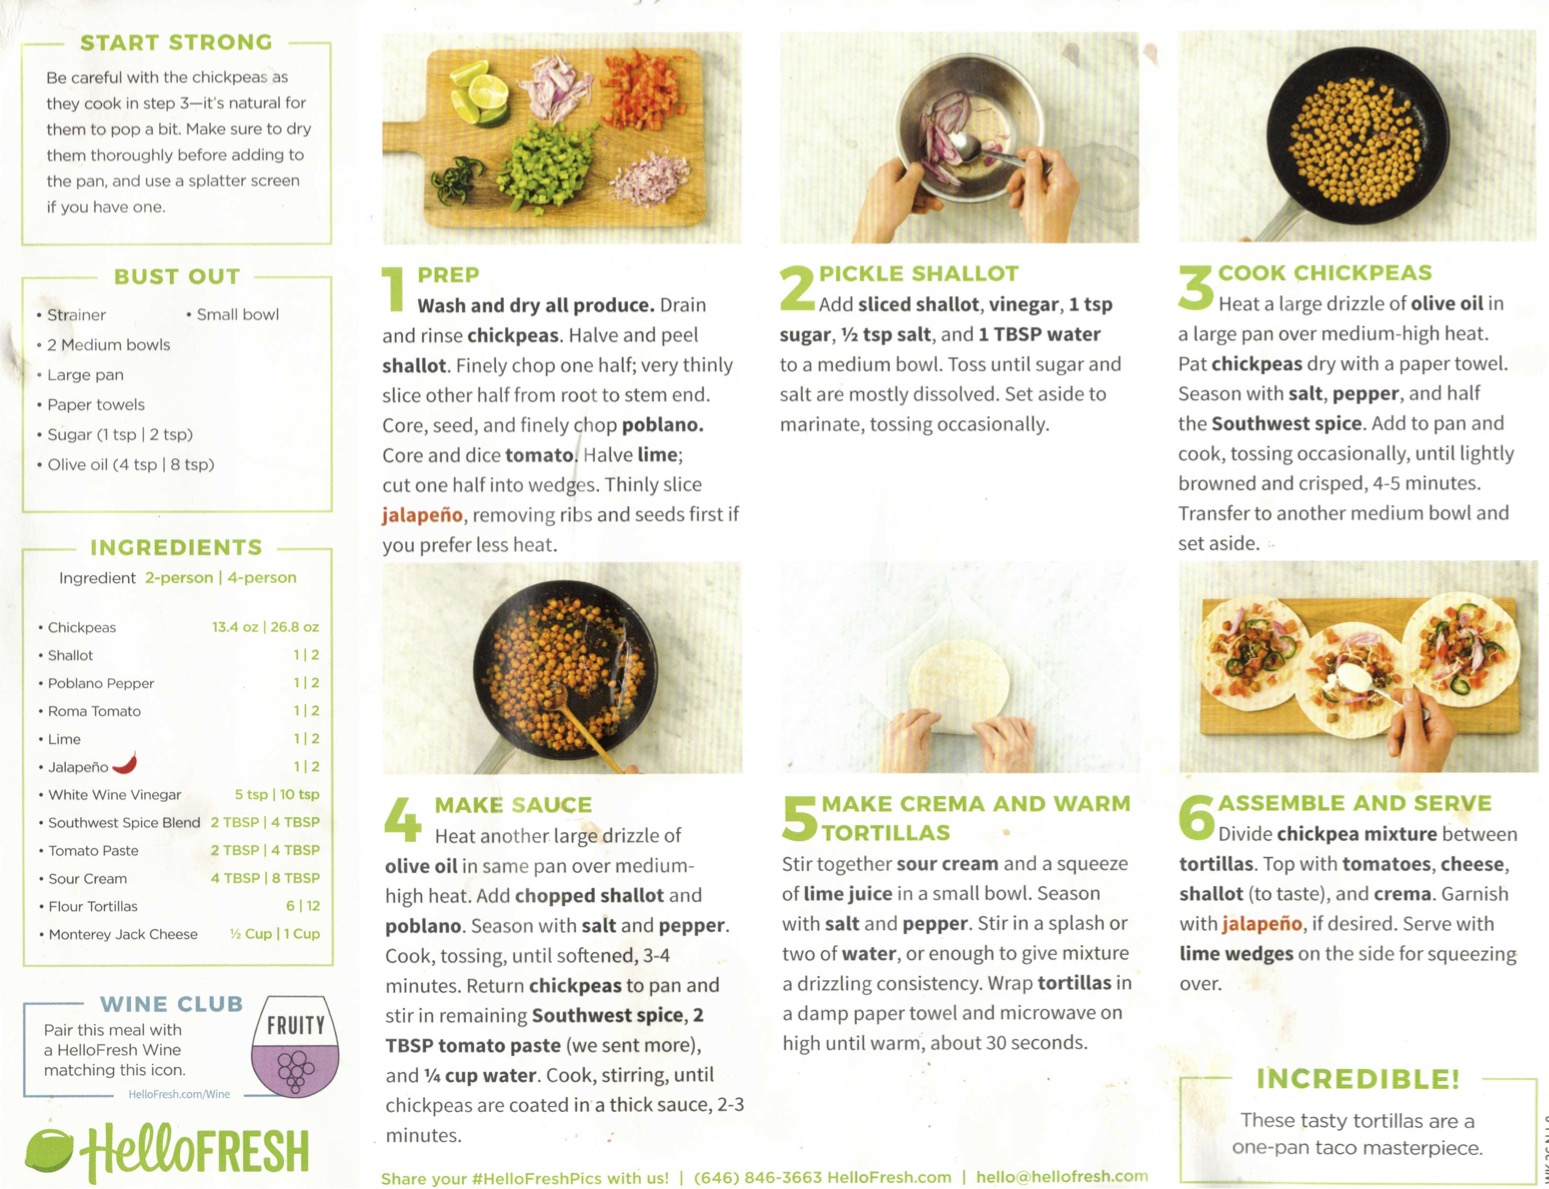 START STRONG
Be careful with the chickpeas as
they cook in step 3—it's natural for
them to pop a bit. Make sure to dry
them thoroughly before adding to
the pan, and use a splatter screen
if you have one.
BUST OUT
• Strainer • Small bowl
• 2 Medium bowls
• Large pan
• Paper towels
• Sugar (1 tsp | 2 tsp)
• Olive oil (4 tsp | 8 tsp)
INGREDIENTS
Ingredient 2-person | 4-person
• Chickpeas 13.4 oz | 26.8 oz
• Shallot 1 | 2
• Poblano Pepper 1 | 2
• Roma Tomato 1 | 2
• Lime 1 | 2
• Jalapeño 1 | 2
• White Wine Vinegar 5 tsp | 10 tsp
• Southwest Spice Blend 2 TBSP | 4 TBSP
• Tomato Paste 2 TBSP | 4 TBSP
• Sour Cream 4 TBSP | 8 TBSP
• Flour Tortillas 6 | 12
• Monterey Jack Cheese ½ Cup | 1 Cup
WINE CLUB
Pair this meal with
a HelloFresh Wine
matching this icon.
HelloFresh.com/Wine
FRUITY
HelloFRESH
1 PREP
Wash and dry all produce. Drain
and rinse chickpeas. Halve and peel
shallot. Finely chop one half; very thinly
slice other half from root to stem end.
Core, seed, and finely chop poblano.
Core and dice tomato. Halve lime;
cut one half into wedges. Thinly slice
jalapeño, removing ribs and seeds first if
you prefer less heat.
2 PICKLE SHALLOT
Add sliced shallot, vinegar, 1 tsp
sugar, ½ tsp salt, and 1 TBSP water
to a medium bowl. Toss until sugar and
salt are mostly dissolved. Set aside to
marinate, tossing occasionally.
3 COOK CHICKPEAS
Heat a large drizzle of olive oil in
a large pan over medium-high heat.
Pat chickpeas dry with a paper towel.
Season with salt, pepper, and half
the Southwest spice. Add to pan and
cook, tossing occasionally, until lightly
browned and crisped, 4-5 minutes.
Transfer to another medium bowl and
set aside.
4 MAKE SAUCE
Heat another large drizzle of
olive oil in same pan over medium-
high heat. Add chopped shallot and
poblano. Season with salt and pepper.
Cook, tossing, until softened, 3-4
minutes. Return chickpeas to pan and
stir in remaining Southwest spice, 2
TBSP tomato paste (we sent more),
and ¼ cup water. Cook, stirring, until
chickpeas are coated in a thick sauce, 2-3
minutes.
5 MAKE CREMA AND WARM
TORTILLAS
Stir together sour cream and a squeeze
of lime juice in a small bowl. Season
with salt and pepper. Stir in a splash or
two of water, or enough to give mixture
a drizzling consistency. Wrap tortillas in
a damp paper towel and microwave on
high until warm, about 30 seconds.
6 ASSEMBLE AND SERVE
Divide chickpea mixture between
tortillas. Top with tomatoes, cheese,
shallot (to taste), and crema. Garnish
with jalapeño, if desired. Serve with
lime wedges on the side for squeezing
over.
INCREDIBLE!
These tasty tortillas are a
one-pan taco masterpiece.
Share your #HelloFreshPics with us! | (646) 846-3663 HelloFresh.com | hello@hellofresh.com